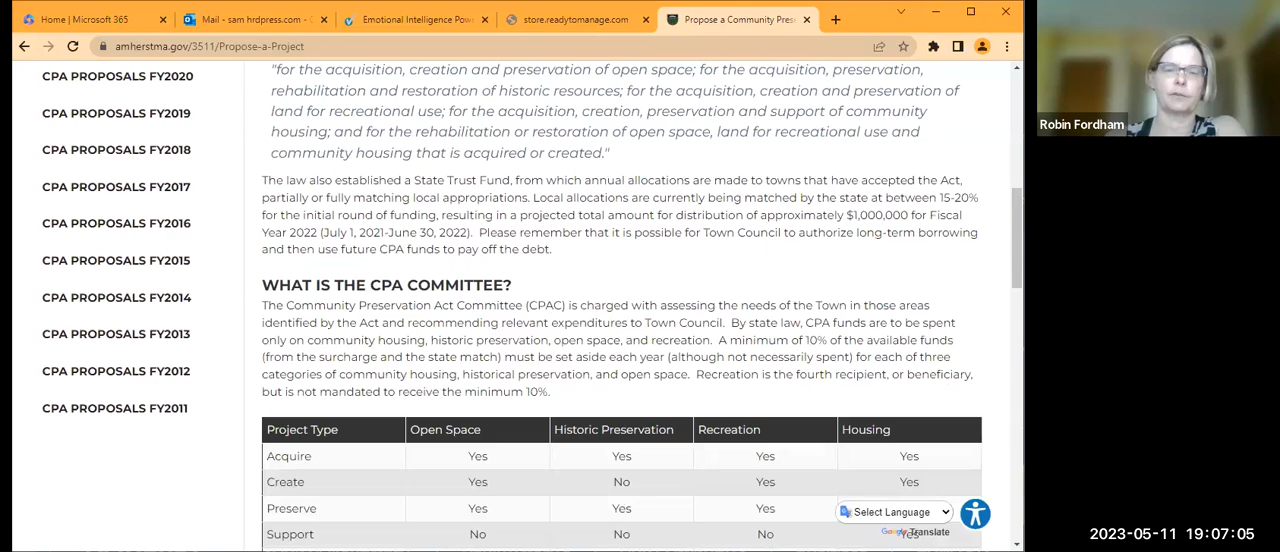 Home | Microsoft 365
Mail - sam hrdpress.com - C
Emotional Intelligence Pow
store.readytomanage.com
Propose a Community Pres
amherstma.gov/3511/Propose-a-Project
CPA PROPOSALS FY2020
CPA PROPOSALS FY2019
CPA PROPOSALS FY2018
CPA PROPOSALS FY2017
CPA PROPOSALS FY2016
CPA PROPOSALS FY2015
CPA PROPOSALS FY2014
CPA PROPOSALS FY2013
CPA PROPOSALS FY2012
CPA PROPOSALS FY2011
"for the acquisition, creation and preservation of open space; for the acquisition, preservation,
rehabilitation and restoration of historic resources; for the acquisition, creation and preservation of
land for recreational use; for the acquisition, creation, preservation and support of community
housing; and for the rehabilitation or restoration of open space, land for recreational use and
community housing that is acquired or created."
The law also established a State Trust Fund, from which annual allocations are made to towns that have accepted the Act,
partially or fully matching local appropriations. Local allocations are currently being matched by the state at between 15-20%
for the initial round of funding, resulting in a projected total amount for distribution of approximately $1,000,000 for Fiscal
Year 2022 (July 1, 2021-June 30, 2022). Please remember that it is possible for Town Council to authorize long-term borrowing
and then use future CPA funds to pay off the debt.
WHAT IS THE CPA COMMITTEE?
The Community Preservation Act Committee (CPAC) is charged with assessing the needs of the Town in those areas
identified by the Act and recommending relevant expenditures to Town Council. By state law, CPA funds are to be spent
only on community housing, historic preservation, open space, and recreation. A minimum of 10% of the available funds
(from the surcharge and the state match) must be set aside each year (although not necessarily spent) for each of three
categories of community housing, historical preservation, and open space. Recreation is the fourth recipient, or beneficiary,
but is not mandated to receive the minimum 10%.
Project Type Open Space Historic Preservation Recreation Housing
Acquire Yes Yes Yes Yes
Create Yes No Yes Yes
Preserve Yes Yes Yes
Support No No No Yes
Select Language
Google Translate
Robin Fordham
2023-05-11 19:07:05